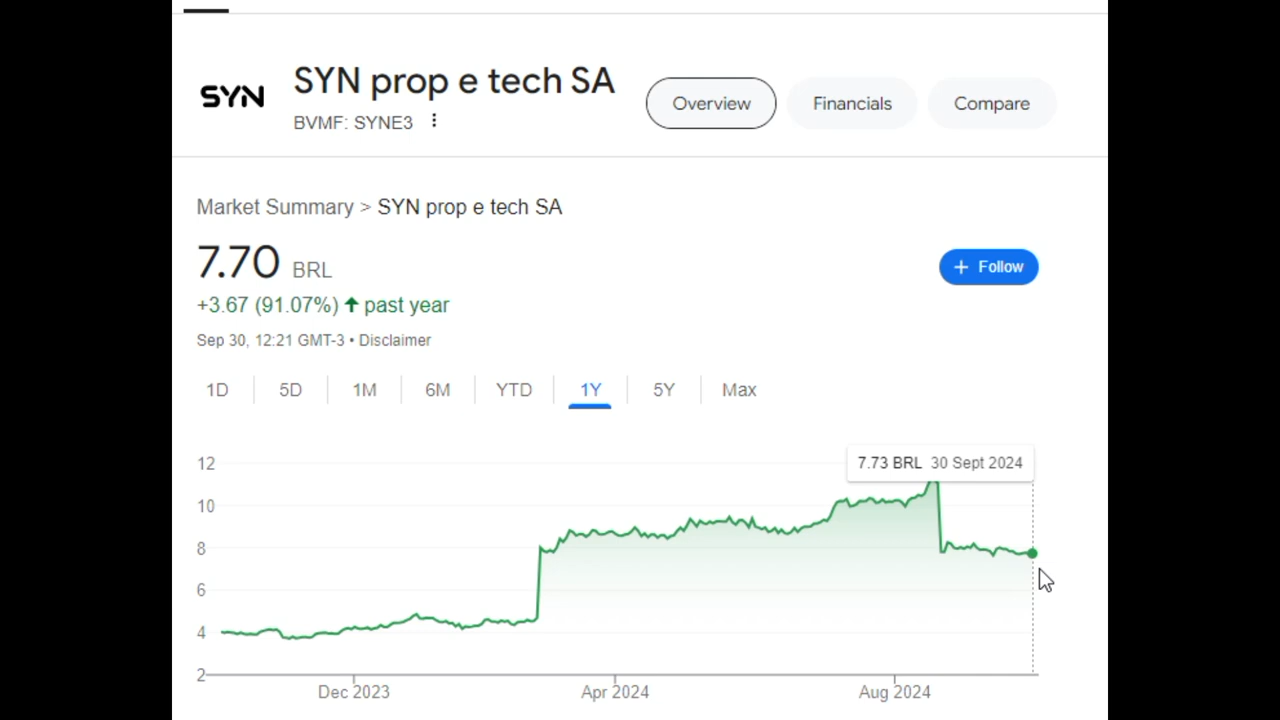 SYN
SYN prop e tech SA
BVMF: SYNE3
Overview
Financials
Compare
Market Summary > SYN prop e tech SA
7.70 BRL
+ Follow
+3.67 (91.07%) ↑ past year
Sep 30, 12:21 GMT-3 • Disclaimer
1D 5D 1M 6M YTD 1Y 5Y Max
7.73 BRL 30 Sept 2024
12
10
8
6
4
2
Dec 2023 Apr 2024 Aug 2024